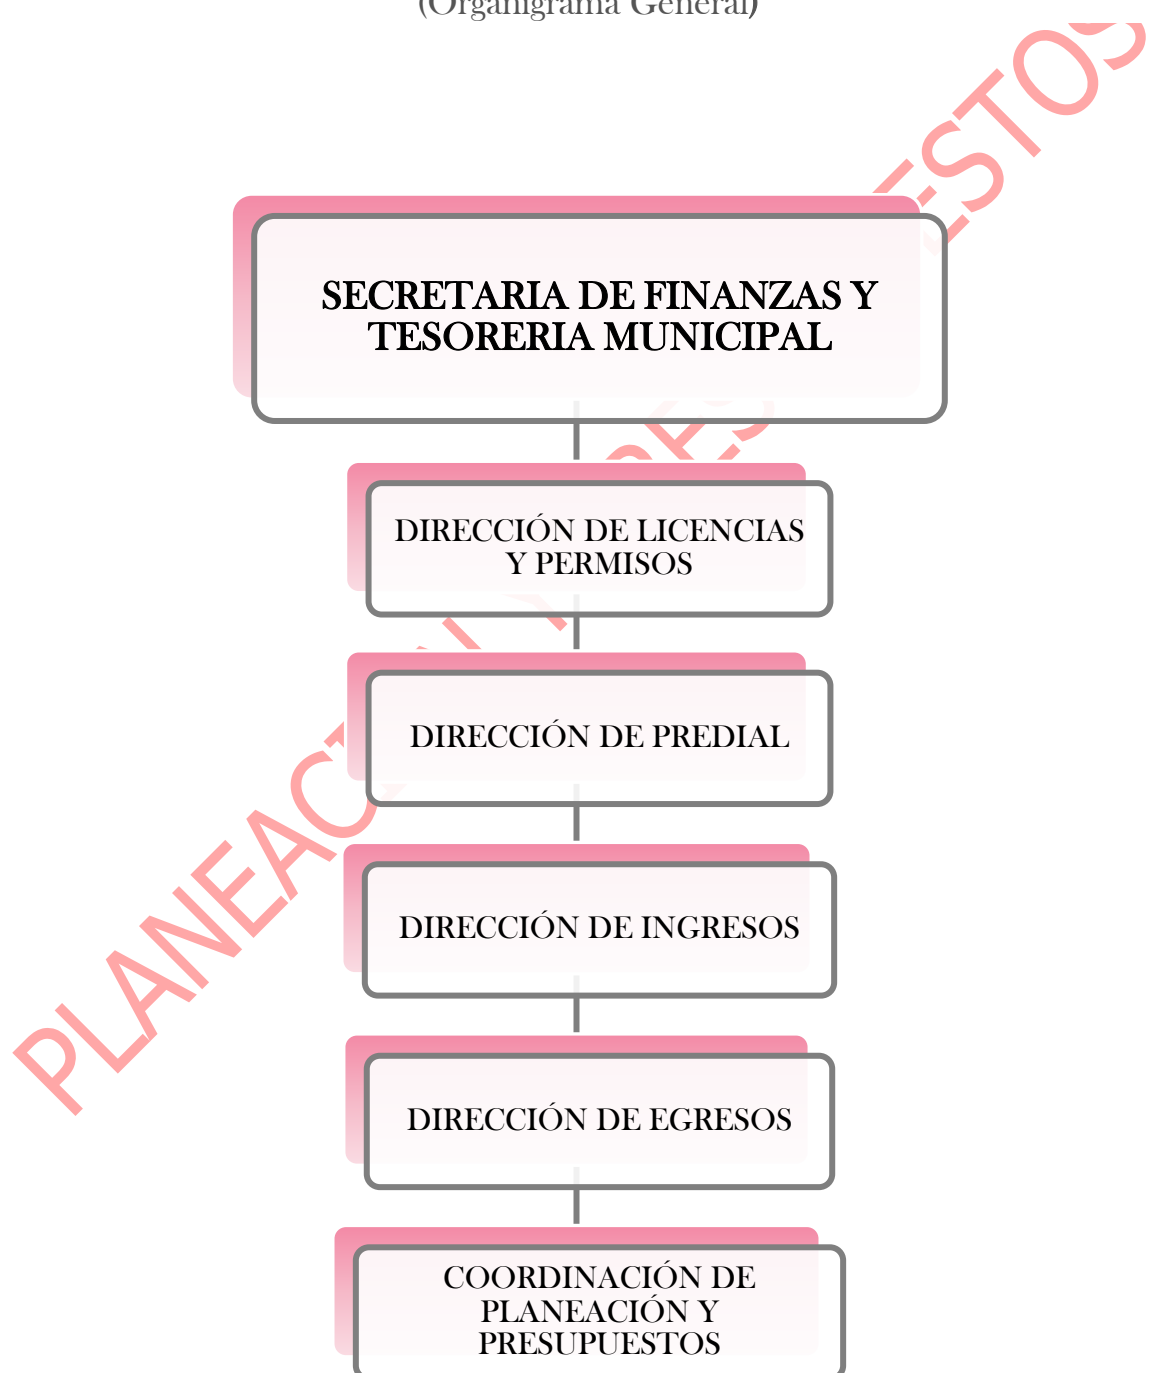 (Organigrama General)
SECRETARIA DE FINANZAS Y
TESORERIA MUNICIPAL
DIRECCIÓN DE LICENCIAS
Y PERMISOS
DIRECCIÓN DE PREDIAL
DIRECCIÓN DE INGRESOS
DIRECCIÓN DE EGRESOS
COORDINACIÓN DE
PLANEACIÓN Y
PRESUPUESTOS